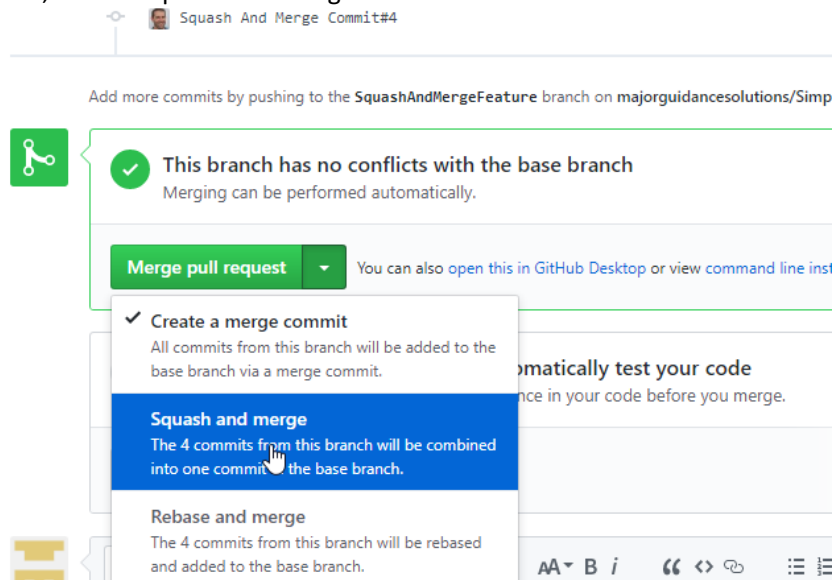 Squash And Merge Commit#4
Add more commits by pushing to the SquashAndMergeFeature branch on majorguidancesolutions/Simp
This branch has no conflicts with the base branch
Merging can be performed automatically.
Merge pull request
You can also open this in GitHub Desktop or view command line inst
Create a merge commit
All commits from this branch will be added to the
base branch via a merge commit.
omatically test your code
nce in your code before you merge.
Squash and merge
The 4 commits from this branch will be combined
into one commit the base branch.
Rebase and merge
The 4 commits from this branch will be rebased
and added to the base branch.
AA B i